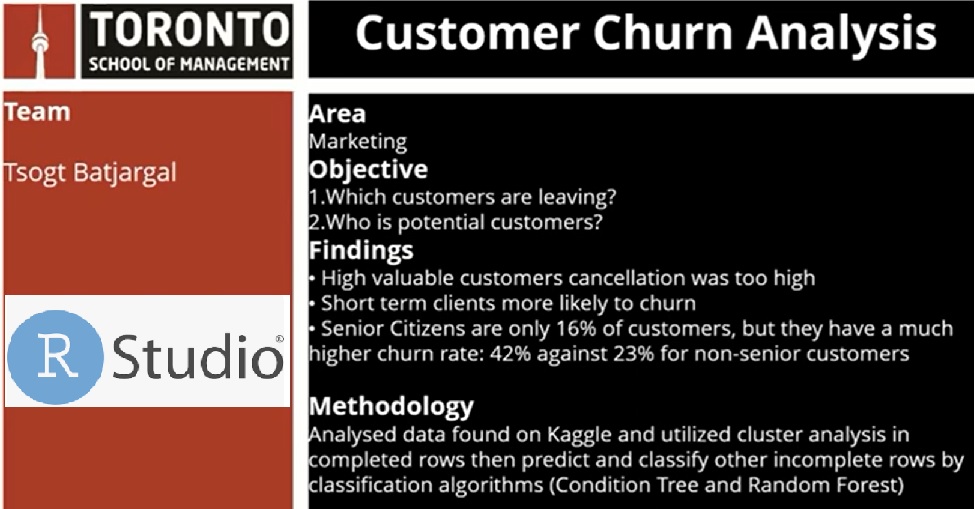 TORONTO
SCHOOL OF MANAGEMENT
Customer Churn Analysis
Team
Tsogt Batjargal
R Studio®
Area
Marketing
Objective
1.Which customers are leaving?
2.Who is potential customers?
Findings
• High valuable customers cancellation was too high
• Short term clients more likely to churn
• Senior Citizens are only 16% of customers, but they have a much
higher churn rate: 42% against 23% for non-senior customers
Methodology
Analysed data found on Kaggle and utilized cluster analysis in
completed rows then predict and classify other incomplete rows by
classification algorithms (Condition Tree and Random Forest)